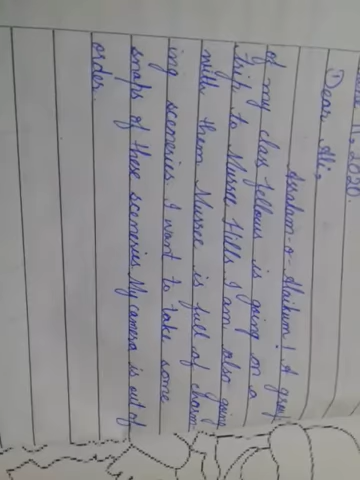 1, 2020.
Dear Ali,
Assalam-o-Alaikum! A group
of my class fellows is going on a
trip to Murree Hills. I am also going
with them. Murree is full of charm
ing sceneries. I want to take some
snaps of these sceneries. My camera is out of
order.